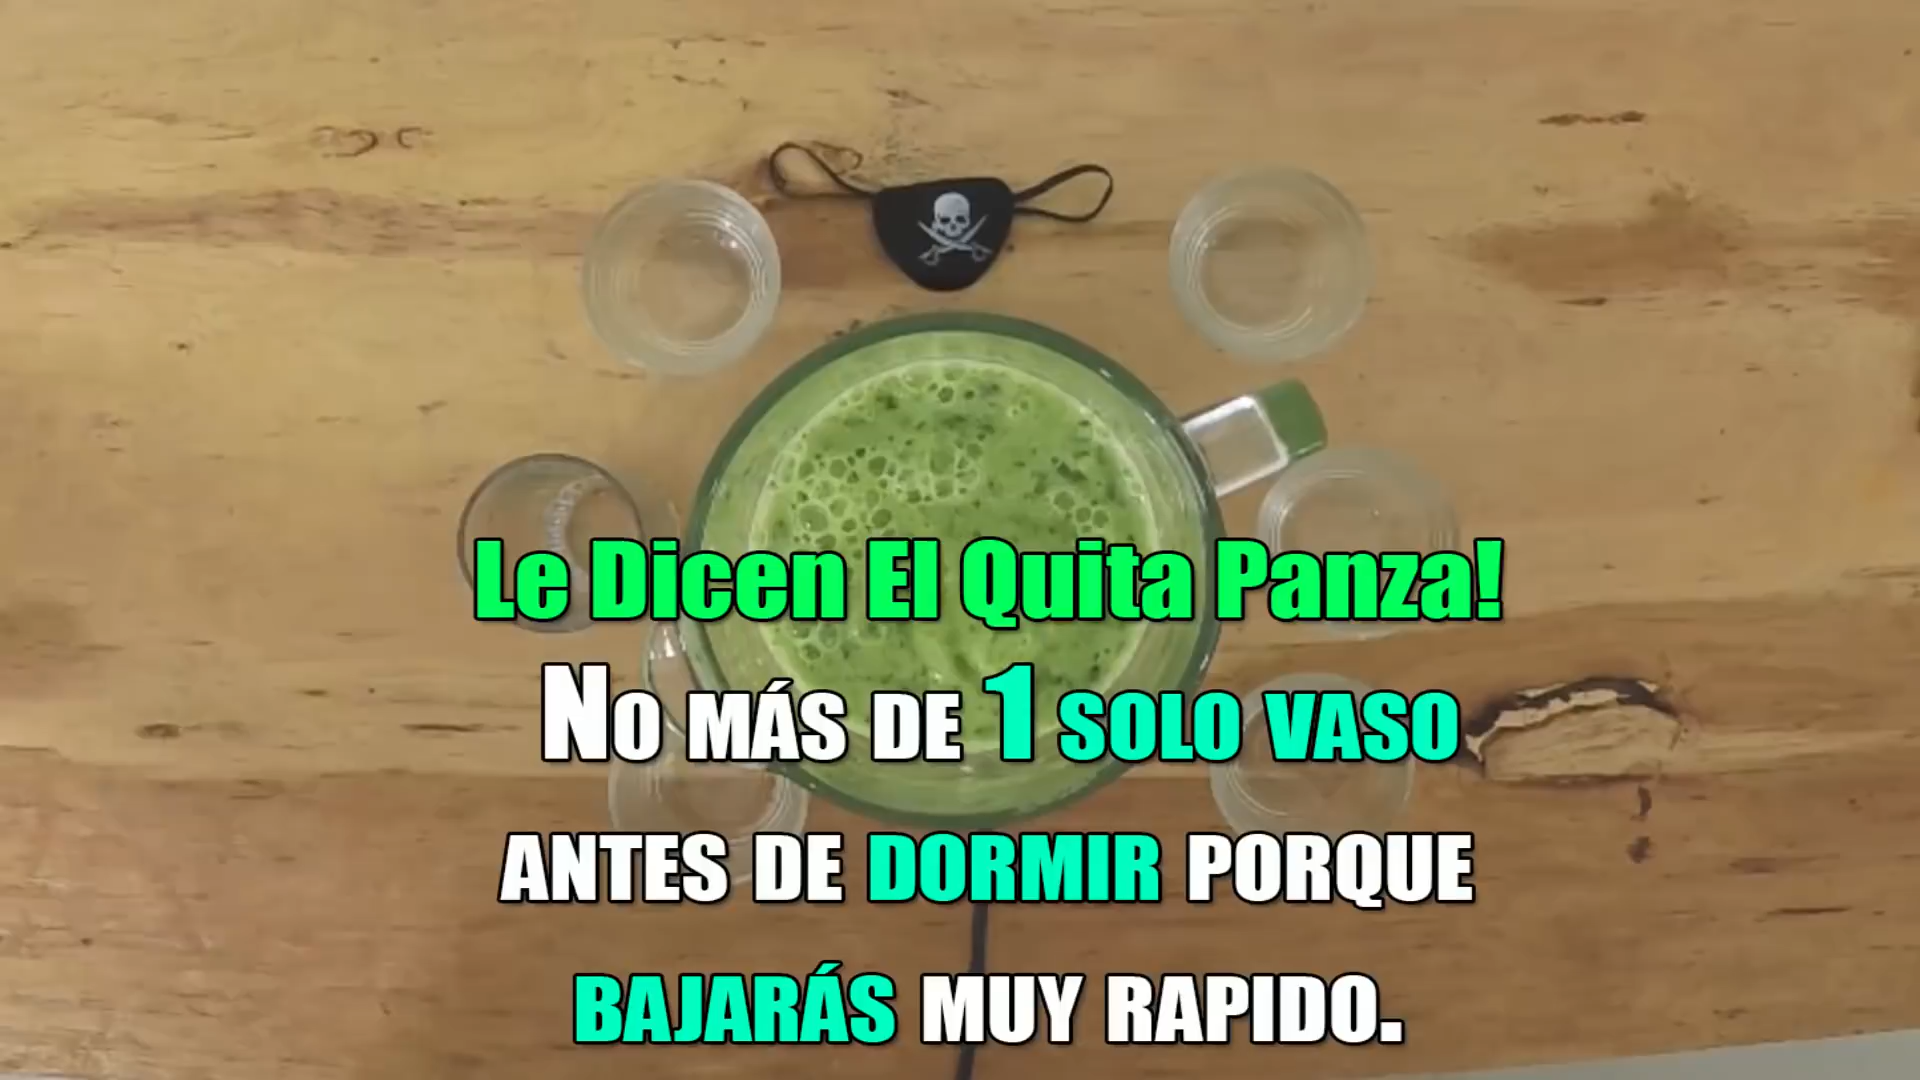 Le Dicen El Quita Panza!
No más de 1 solo vaso
antes de dormir porque
bajarás muy rapido.